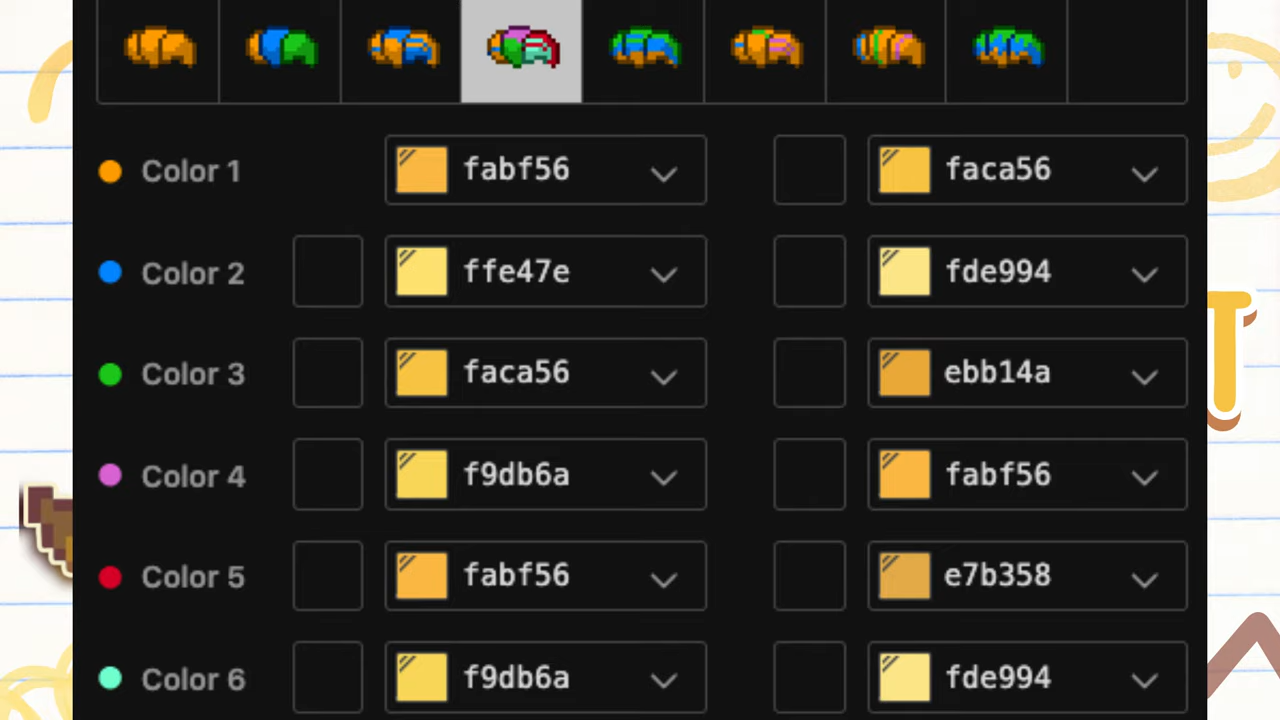 Color 1 fabf56 faca56
Color 2 ffe47e fde994
Color 3 faca56 ebb14a
Color 4 f9db6a fabf56
Color 5 fabf56 e7b358
Color 6 f9db6a fde994